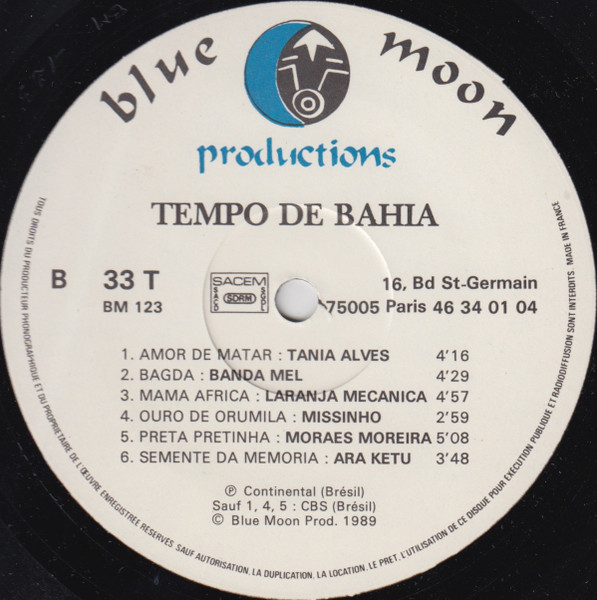 blue moon
productions
TEMPO DE BAHIA
B 33 T
BM 123
SACEM
SACD SDRM SGDL
16, Bd St-Germain
75005 Paris 46 34 01 04
1. AMOR DE MATAR : TANIA ALVES 4'16
2. BAGDA : BANDA MEL 4'29
3. MAMA AFRICA : LARANJA MECANICA 4'57
4. OURO DE ORUMILA : MISSINHO 2'59
5. PRETA PRETINHA : MORAES MOREIRA 5'08
6. SEMENTE DA MEMORIA : ARA KETU 3'48
Ⓟ Continental (Brésil)
Sauf 1, 4, 5 : CBS (Brésil)
© Blue Moon Prod. 1989
TOUS DROITS DU PRODUCTEUR PHONOGRAPHIQUE ET DU PROPRIETAIRE DE L'ŒUVRE ENREGISTREE RESERVES. SAUF AUTORISATION, LA DUPLICATION, LA LOCATION, LE PRET, L'UTILISATION DE CE DISQUE POUR EXECUTION PUBLIQUE ET RADIODIFFUSION SONT INTERDITS. MADE IN FRANCE